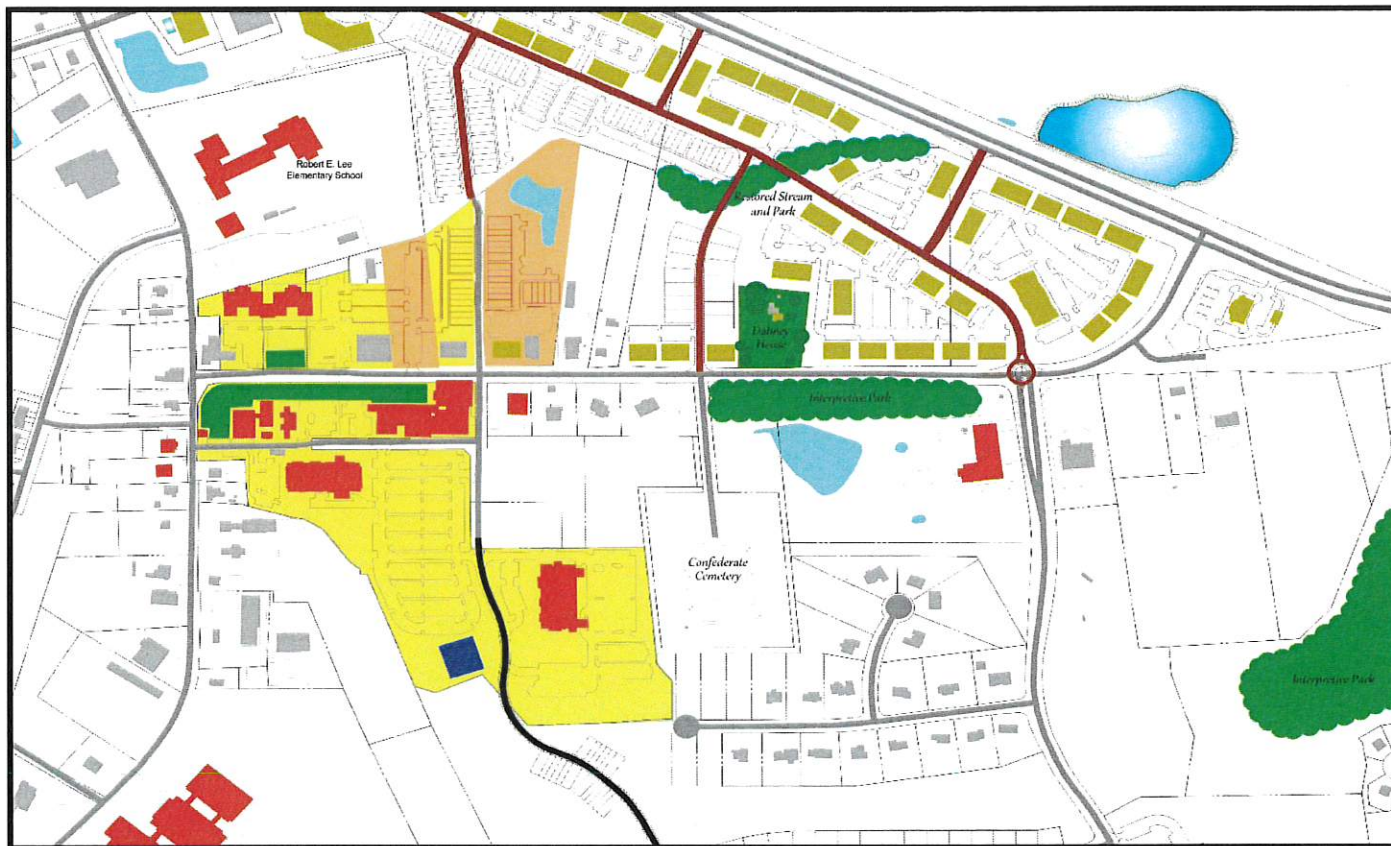 Robert E. Lee
Elementary School
Restored Stream
and Park
Dabney
House
Interpretive Park
Confederate
Cemetery
Interpretive Park